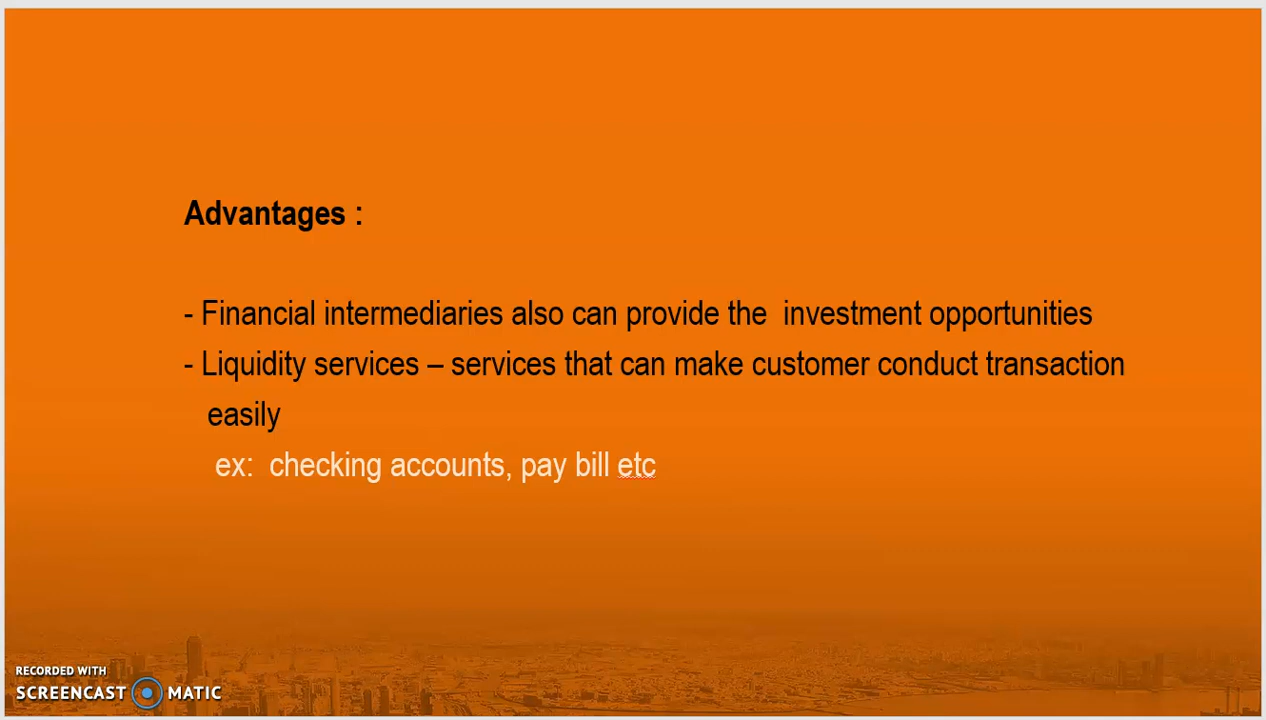 Advantages :
- Financial intermediaries also can provide the  investment opportunities
- Liquidity services – services that can make customer conduct transaction
easily
ex:  checking accounts, pay bill etc
RECORDED WITH
SCREENCAST MATIC